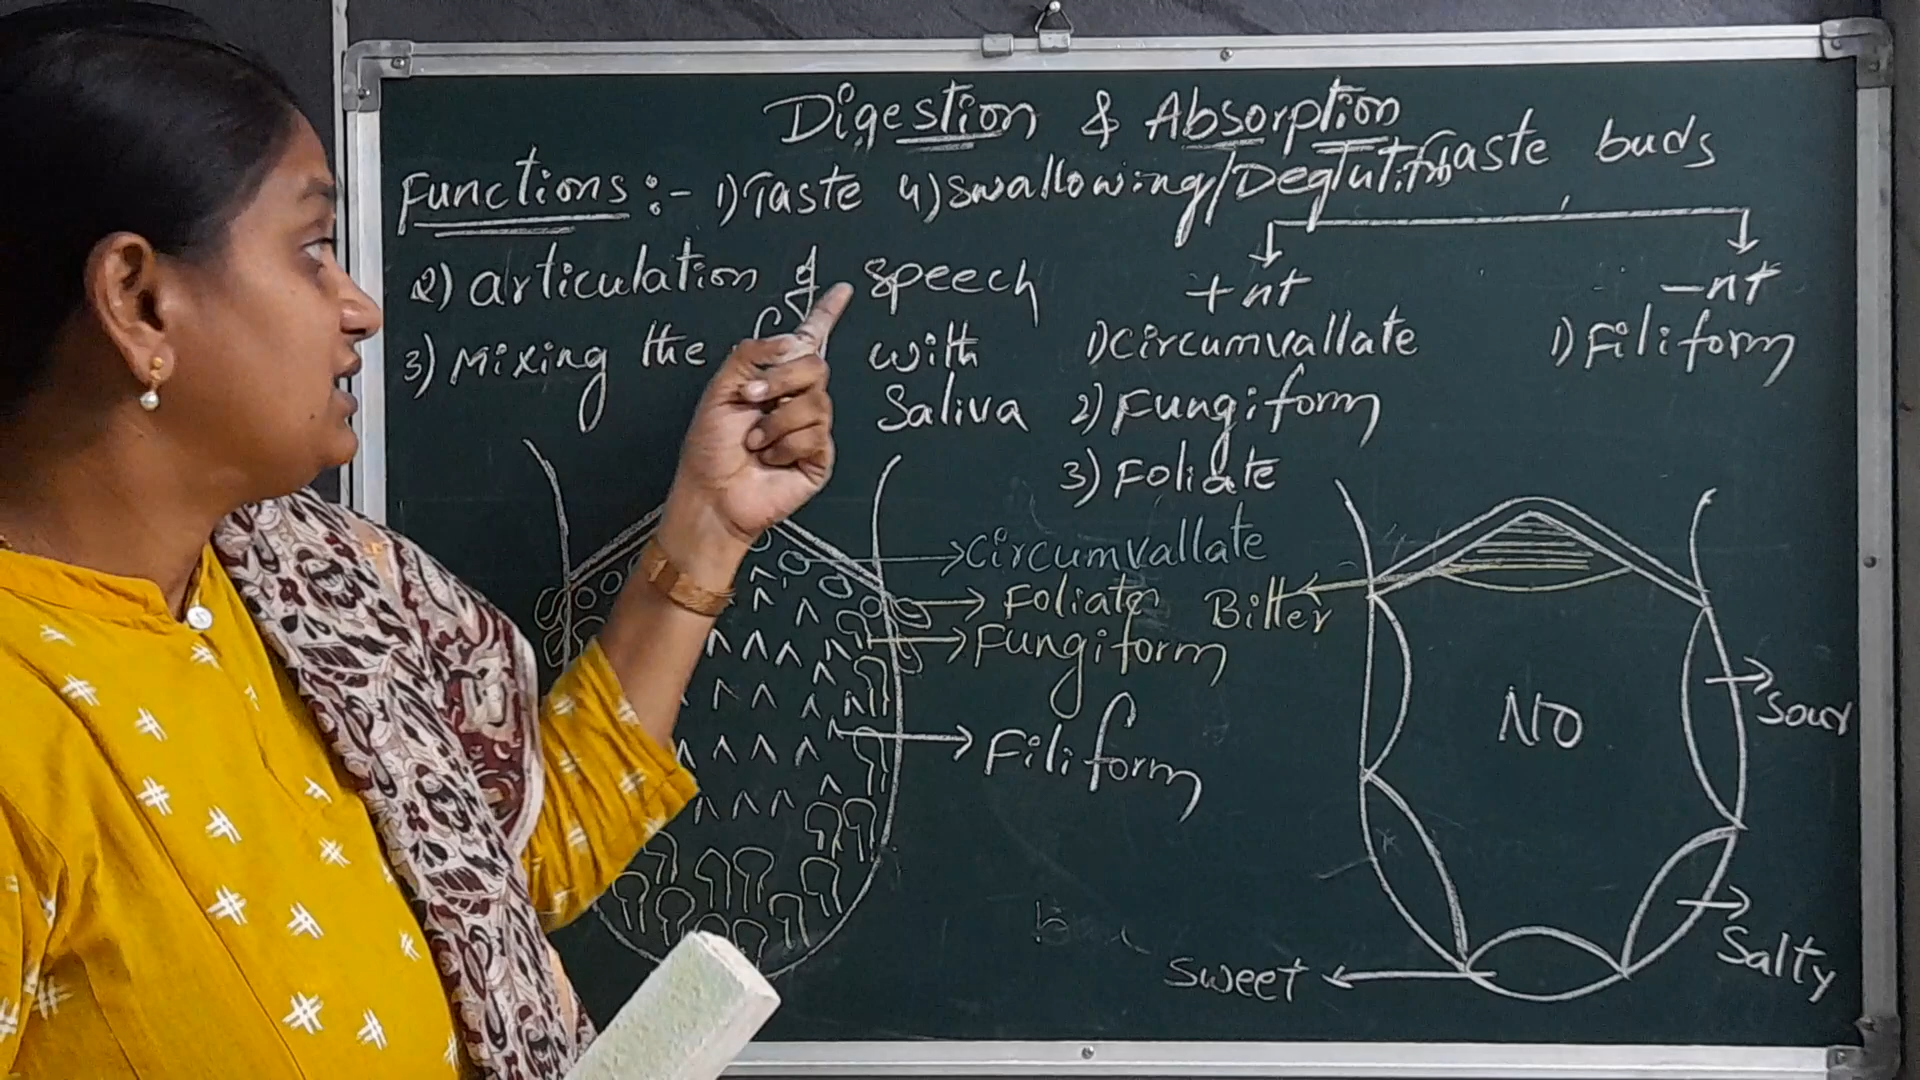 Digestion & Absorption
Functions :- 1) Taste 4) Swallowing/Deglutition
2) articulation of speech
3) Mixing the with
Saliva
Taste buds
+nt
-nt
1) Circumvallate
2) Fungiform
3) Foliate
1) Filiform
Circumvallate
Foliate
Fungiform
Filiform
Bitter
NO
Sour
Salty
Sweet